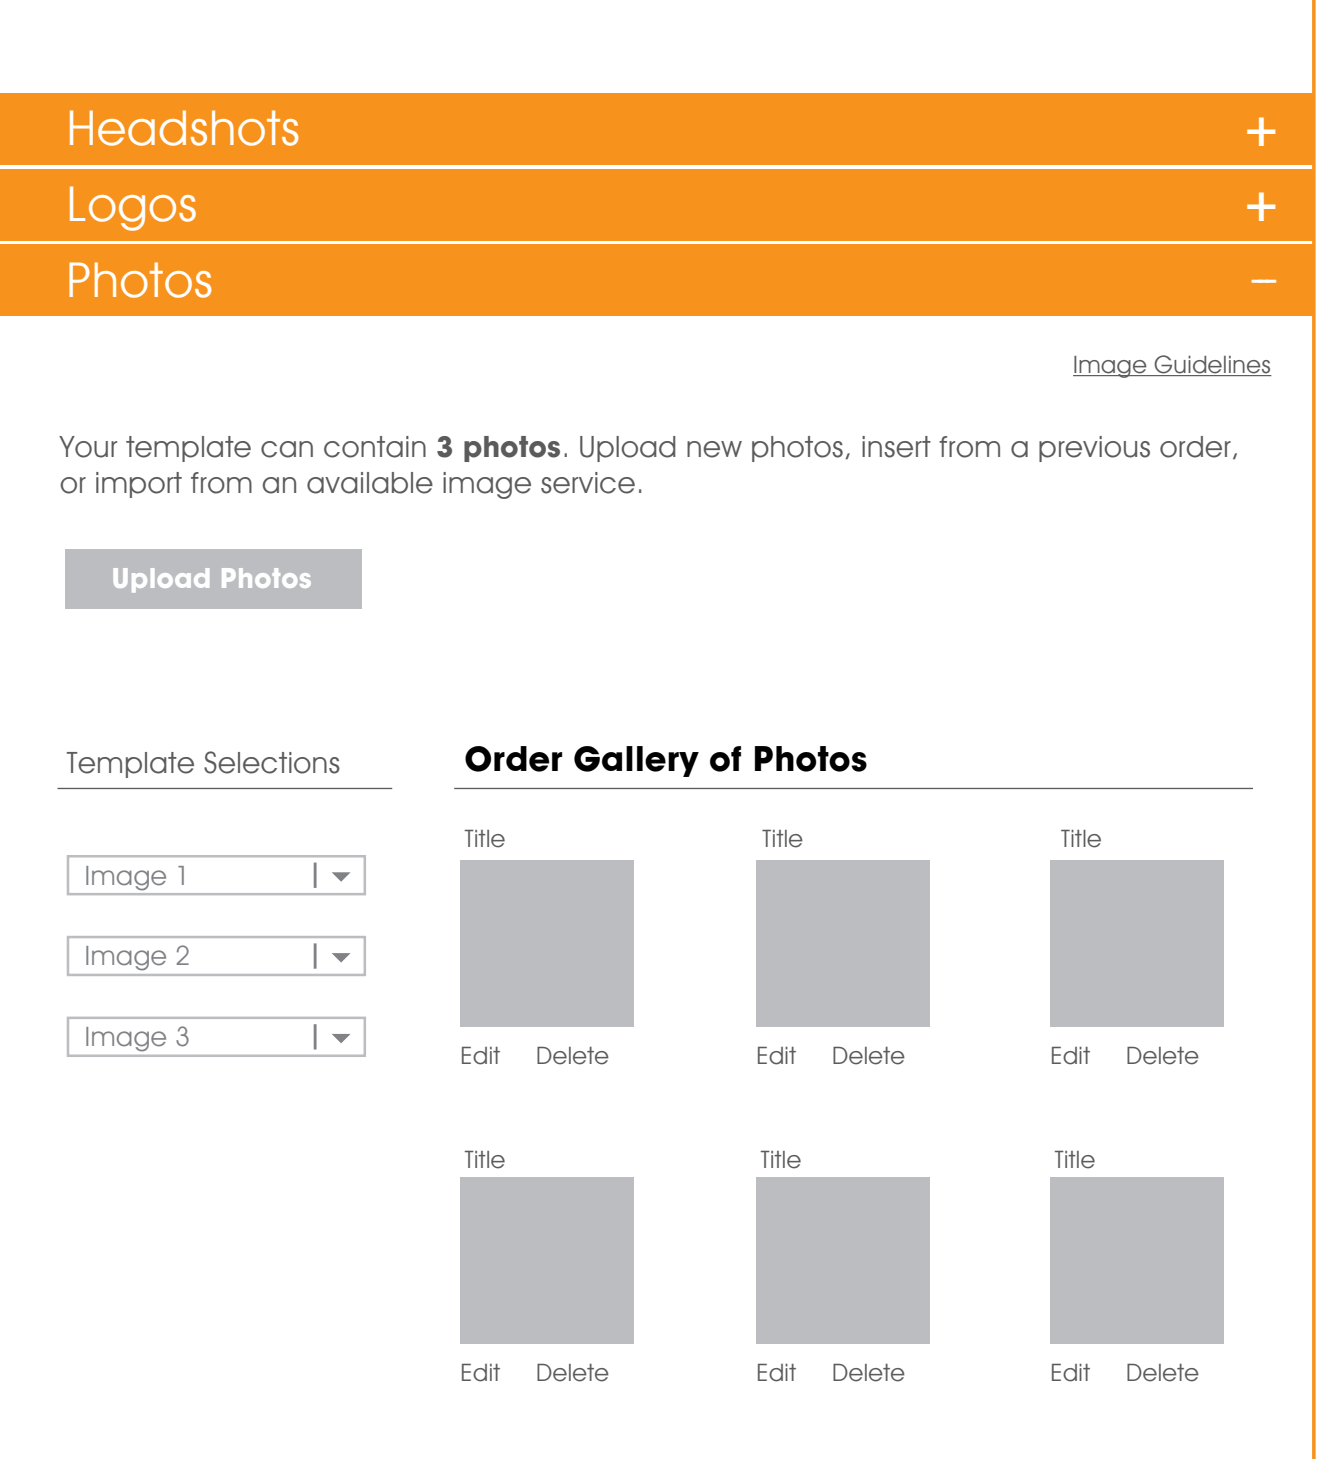 Headshots +
Logos +
Photos –
Image Guidelines
Your template can contain 3 photos. Upload new photos, insert from a previous order,
or import from an available image service.
Upload Photos
Template Selections
Image 1
Image 2
Image 3
Order Gallery of Photos
Title Title Title
Edit Delete Edit Delete Edit Delete
Title Title Title
Edit Delete Edit Delete Edit Delete